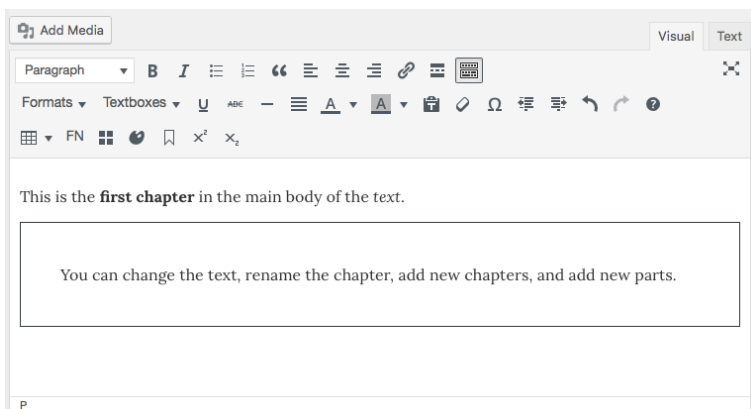 Add Media
Visual Text
Paragraph B I
Formats Textboxes U ABC A A Ω
FN x² x₂
This is the first chapter in the main body of the text.
You can change the text, rename the chapter, add new chapters, and add new parts.
P